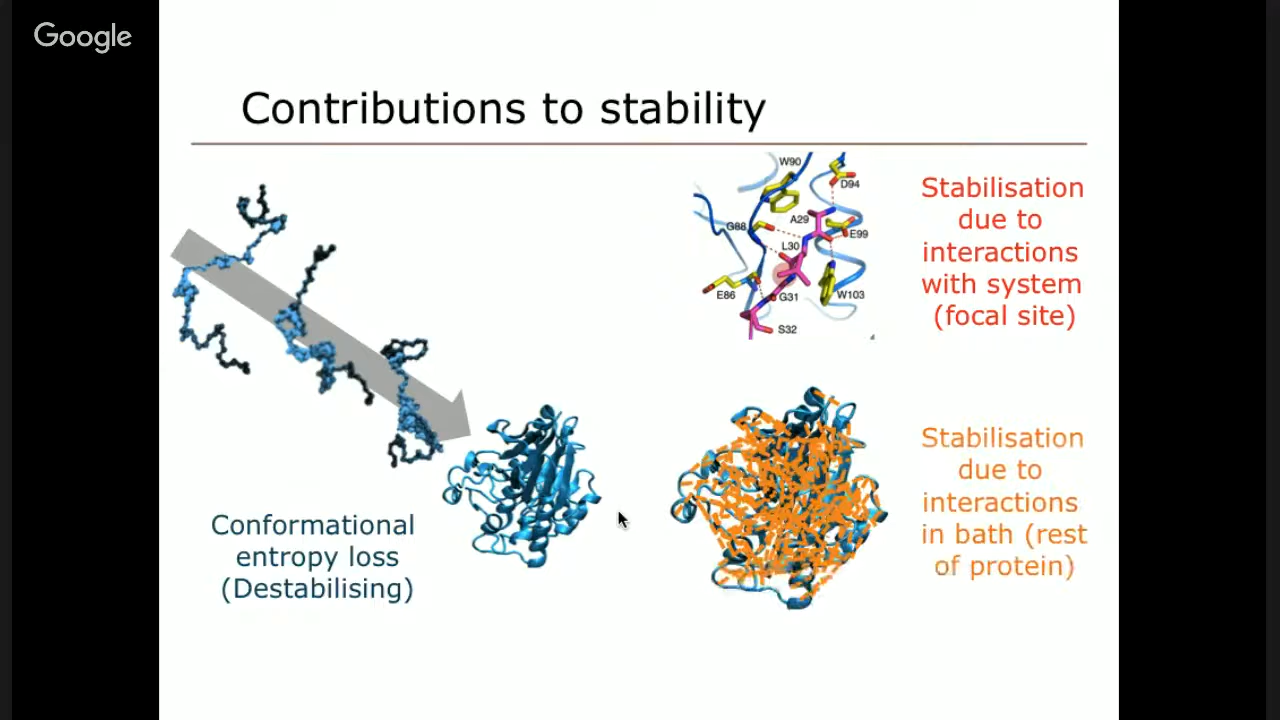 Google
Contributions to stability
W90
D94
A29
G88
E99
L30
E86
G31
W103
S32
Stabilisation
due to
interactions
with system
(focal site)
Conformational
entropy loss
(Destabilising)
Stabilisation
due to
interactions
in bath (rest
of protein)